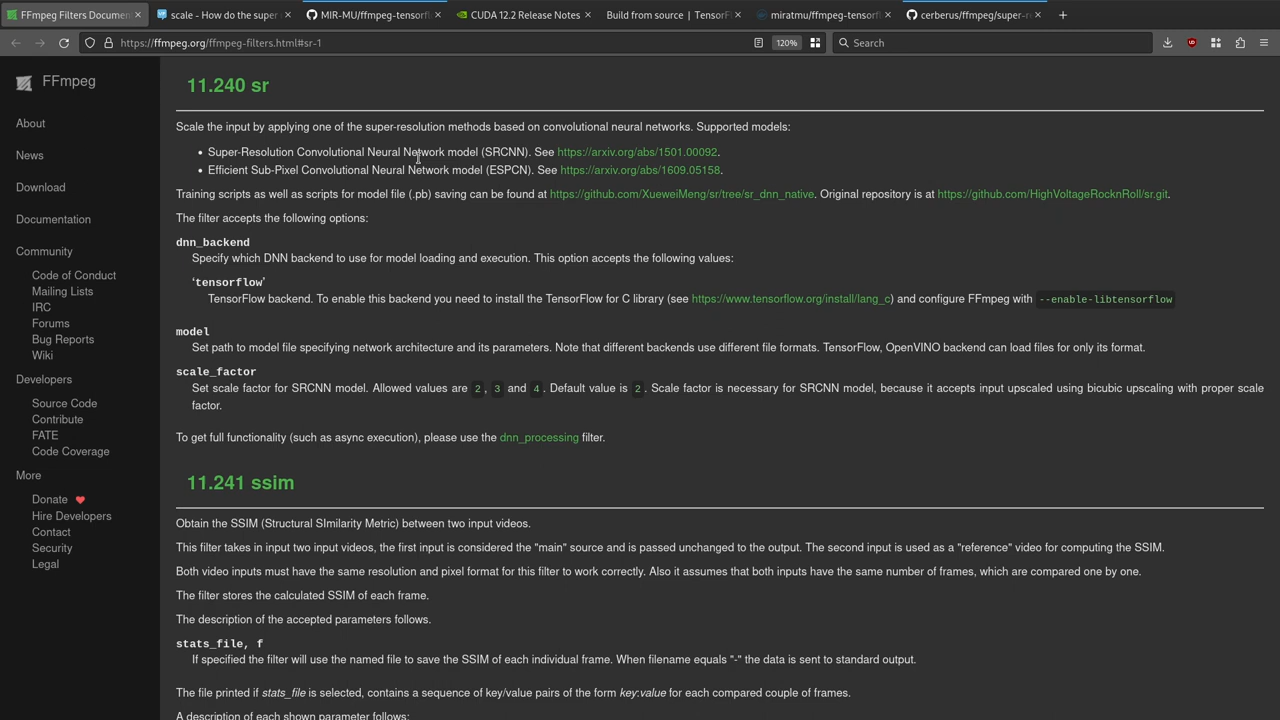 FFmpeg Filters Documen
scale - How do the super
MIR-MU/ffmpeg-tensorfl
CUDA 12.2 Release Notes
Build from source | TensorF
miratmu/ffmpeg-tensorfl
cerberus/ffmpeg/super-re
https://ffmpeg.org/ffmpeg-filters.html#sr-1
120%
Search
FFmpeg
About
News
Download
Documentation
Community
Code of Conduct
Mailing Lists
IRC
Forums
Bug Reports
Wiki
Developers
Source Code
Contribute
FATE
Code Coverage
More
Donate
Hire Developers
Contact
Security
Legal
11.240 sr
Scale the input by applying one of the super-resolution methods based on convolutional neural networks. Supported models:
• Super-Resolution Convolutional Neural Network model (SRCNN). See https://arxiv.org/abs/1501.00092.
• Efficient Sub-Pixel Convolutional Neural Network model (ESPCN). See https://arxiv.org/abs/1609.05158.
Training scripts as well as scripts for model file (.pb) saving can be found at https://github.com/XueweiMeng/sr/tree/sr_dnn_native. Original repository is at https://github.com/HighVoltageRocknRoll/sr.git.
The filter accepts the following options:
dnn_backend
Specify which DNN backend to use for model loading and execution. This option accepts the following values:
‘tensorflow’
TensorFlow backend. To enable this backend you need to install the TensorFlow for C library (see https://www.tensorflow.org/install/lang_c) and configure FFmpeg with --enable-libtensorflow
model
Set path to model file specifying network architecture and its parameters. Note that different backends use different file formats. TensorFlow, OpenVINO backend can load files for only its format.
scale_factor
Set scale factor for SRCNN model. Allowed values are 2, 3 and 4. Default value is 2. Scale factor is necessary for SRCNN model, because it accepts input upscaled using bicubic upscaling with proper scale
factor.
To get full functionality (such as async execution), please use the dnn_processing filter.
11.241 ssim
Obtain the SSIM (Structural SImilarity Metric) between two input videos.
This filter takes in input two input videos, the first input is considered the "main" source and is passed unchanged to the output. The second input is used as a "reference" video for computing the SSIM.
Both video inputs must have the same resolution and pixel format for this filter to work correctly. Also it assumes that both inputs have the same number of frames, which are compared one by one.
The filter stores the calculated SSIM of each frame.
The description of the accepted parameters follows.
stats_file, f
If specified the filter will use the named file to save the SSIM of each individual frame. When filename equals "-" the data is sent to standard output.
The file printed if stats_file is selected, contains a sequence of key/value pairs of the form key:value for each compared couple of frames.
A description of each shown parameter follows: